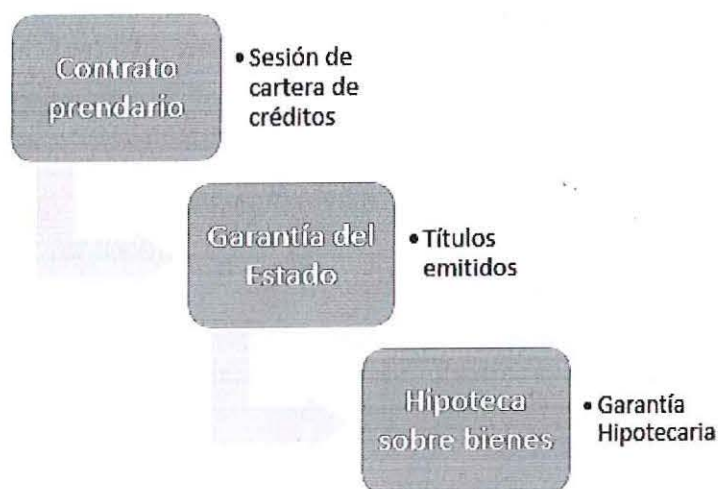 Contrato
prendario
• Sesión de
cartera de
créditos
Garantía del
Estado
• Títulos
emitidos
Hipoteca
sobre bienes
• Garantía
Hipotecaria